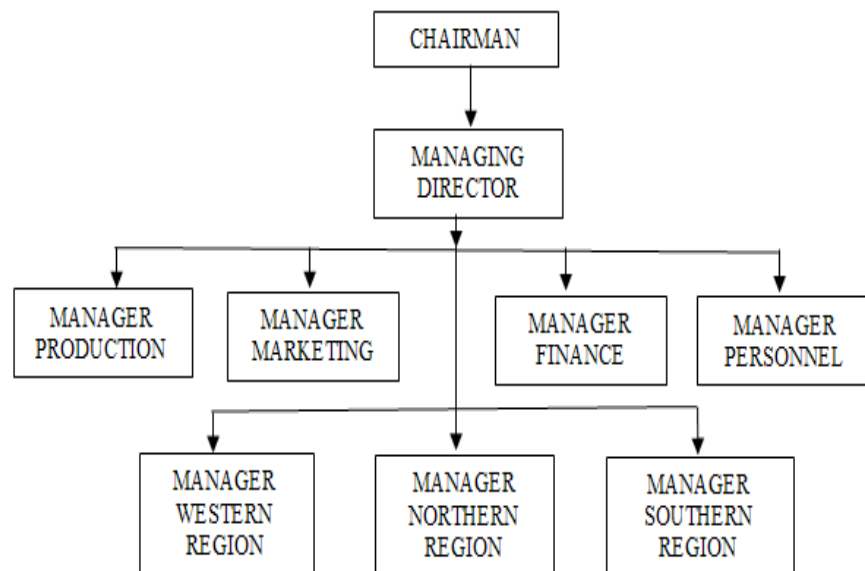 CHAIRMAN
MANAGING
DIRECTOR
MANAGER
PRODUCTION
MANAGER
MARKETING
MANAGER
FINANCE
MANAGER
PERSONNEL
MANAGER
WESTERN
REGION
MANAGER
NORTHERN
REGION
MANAGER
SOUTHERN
REGION